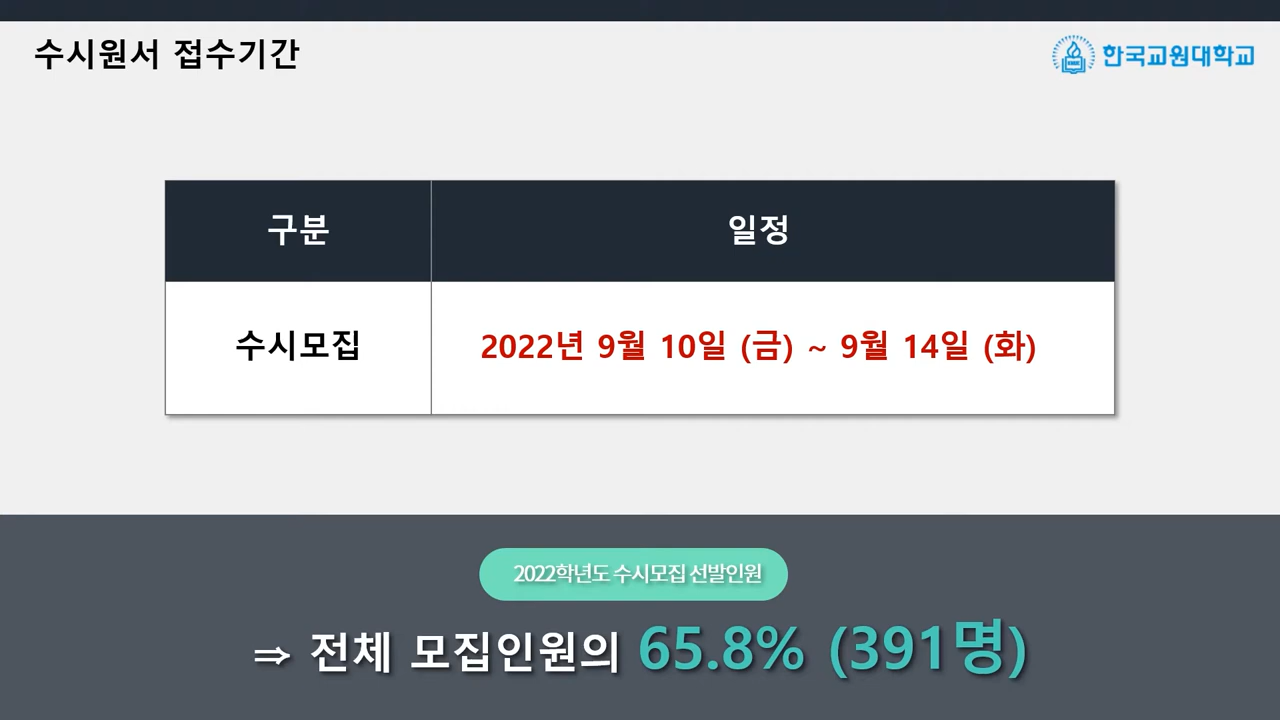 수시원서 접수기간
한국교원대학교
구분
일정
수시모집
2022년 9월 10일 (금) ~ 9월 14일 (화)
2022학년도 수시모집 선발인원
⇒ 전체 모집인원의 65.8% (391명)